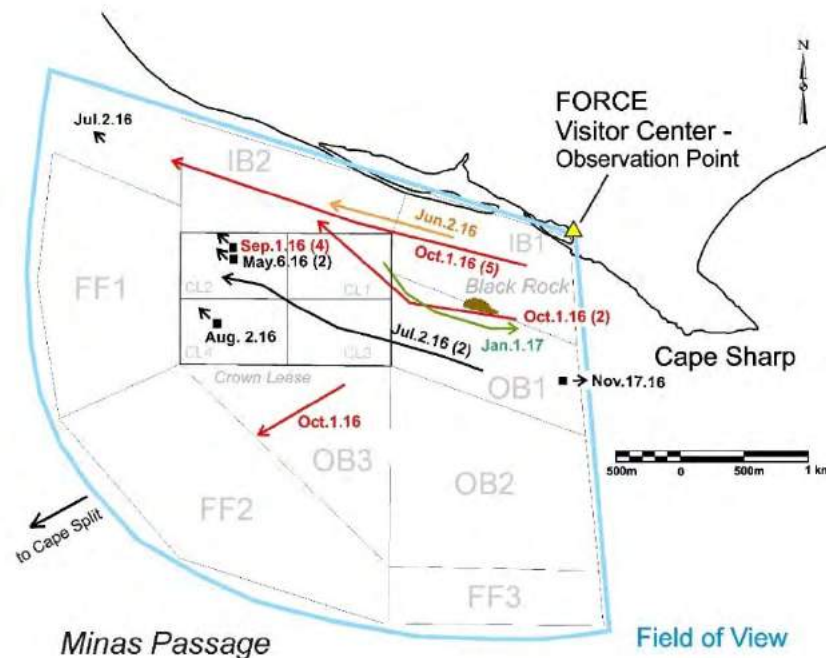 N
FORCE
Visitor Center -
Observation Point
Jul.2.16
IB2
Jun.2.16
IB1
Sep.1.16 (4)
Oct.1.16 (5)
May.6.16 (2)
FF1
CL2
CL1
Black Rock
Oct.1.16 (2)
Aug. 2.16
Jul.2.16 (2)
Jan.1.17
Cape Sharp
CL4
CL3
Crown Lease
OB1
Nov.17.16
Oct.1.16
OB3
OB2
500m
0
500m
1 km
FF2
to Cape Split
FF3
Minas Passage
Field of View